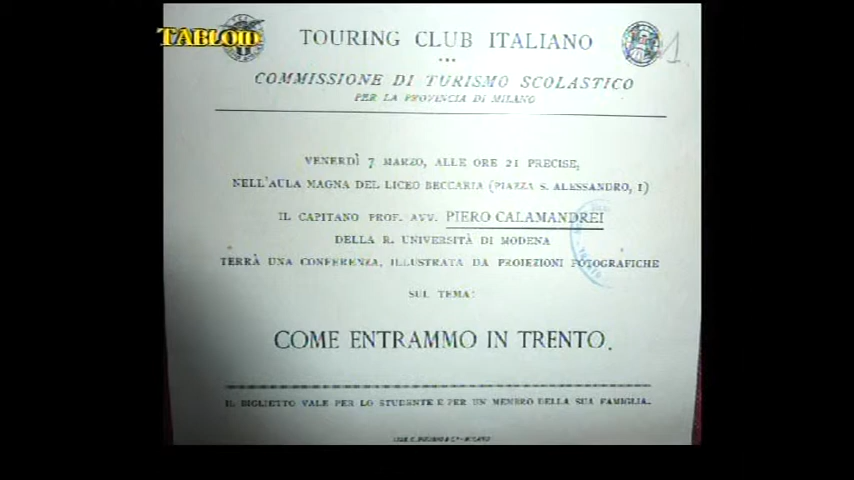 TABLOID
TOURING CLUB ITALIANO
1
COMMISSIONE DI TURISMO SCOLASTICO
PER LA PROVINCIA DI MILANO
VENERDÌ 7 MARZO, ALLE ORE 21 PRECISE,
NELL'AULA MAGNA DEL LICEO BECCARIA (PIAZZA S. ALESSANDRO, 1)
IL CAPITANO PROF. AVV. PIERO CALAMANDREI
DELLA R. UNIVERSITÀ DI MODENA
TERRÀ UNA CONFERENZA, ILLUSTRATA DA PROIEZIONI FOTOGRAFICHE
SUL TEMA:
COME ENTRAMMO IN TRENTO.
IL BIGLIETTO VALE PER LO STUDENTE E PER UN MEMBRO DELLA SUA FAMIGLIA.
MILANO